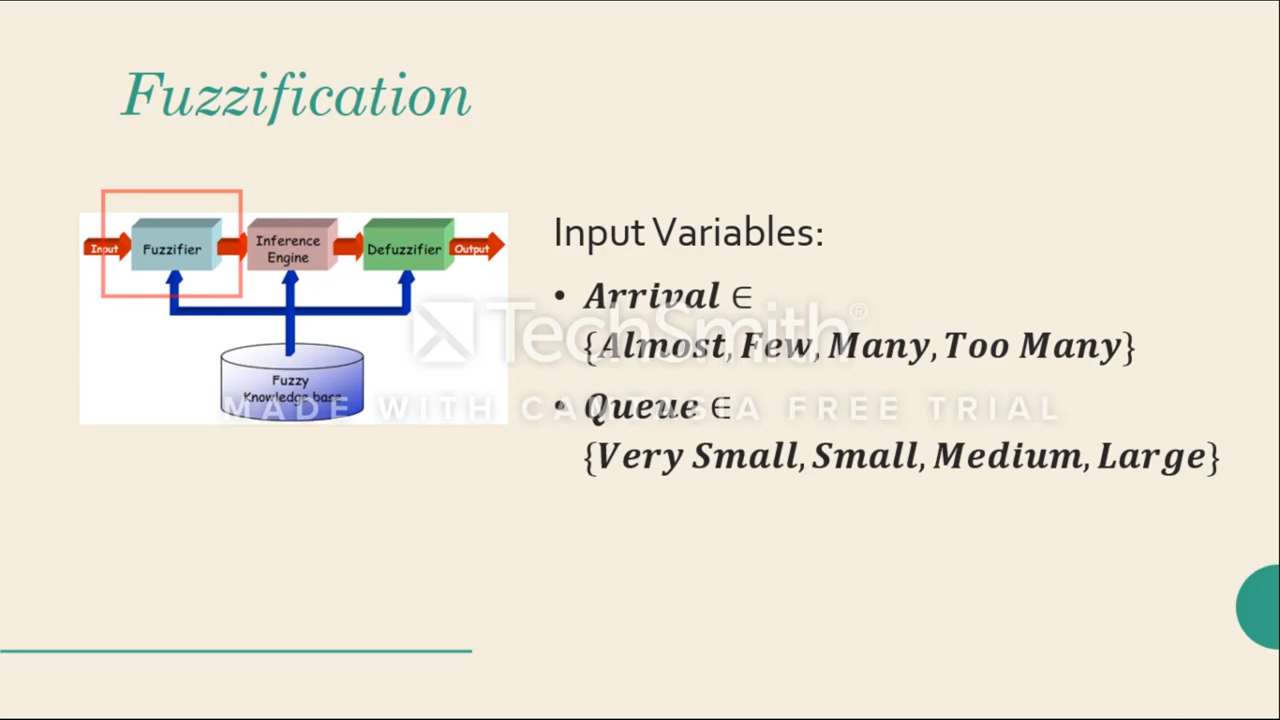 Fuzzification
Input
Fuzzifier
Inference
Engine
Defuzzifier
Output
Fuzzy
Knowledge base
Input Variables:
• Arrival ∈
{Almost, Few, Many, Too Many}
• Queue ∈
{Very Small, Small, Medium, Large}
TechSmith®
MADE WITH CAMTASIA FREE TRIAL